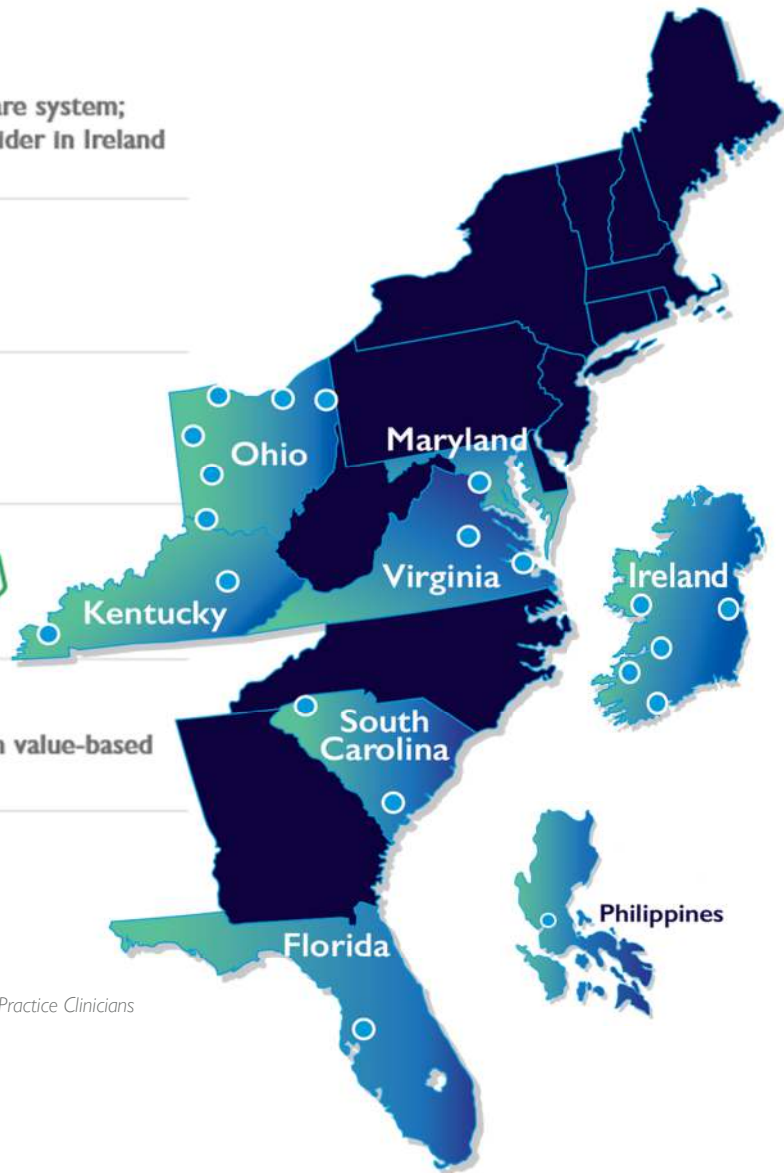 are system;
ider in Ireland
Ohio
Maryland
Virginia
Kentucky
Ireland
South
Carolina
value-based
Philippines
Florida
Practice Clinicians